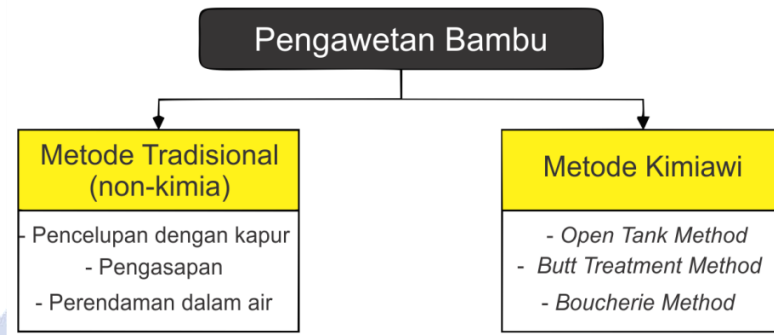 Pengawetan Bambu
Metode Tradisional
(non-kimia)
- Pencelupan dengan kapur
- Pengasapan
- Perendaman dalam air
Metode Kimiawi
- Open Tank Method
- Butt Treatment Method
- Boucherie Method